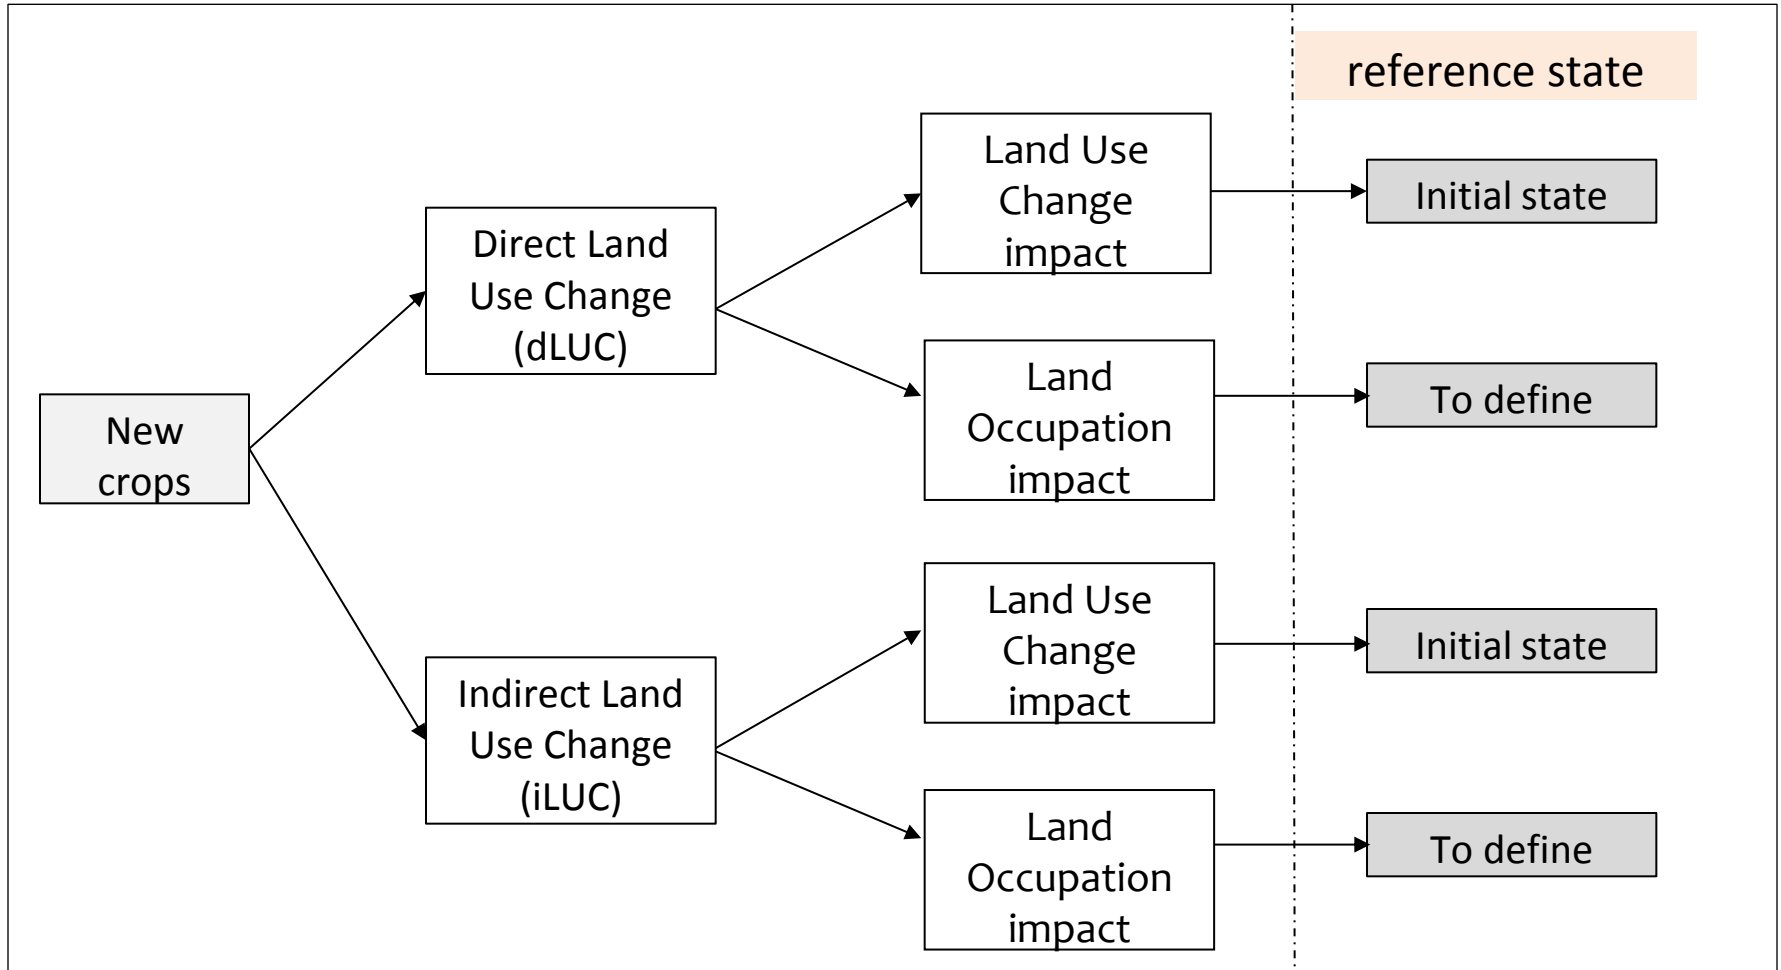 reference state
Land Use
Change
impact
Initial state
Direct Land
Use Change
(dLUC)
Land
Occupation
impact
To define
New
crops
Land Use
Change
impact
Initial state
Indirect Land
Use Change
(iLUC)
Land
Occupation
impact
To define